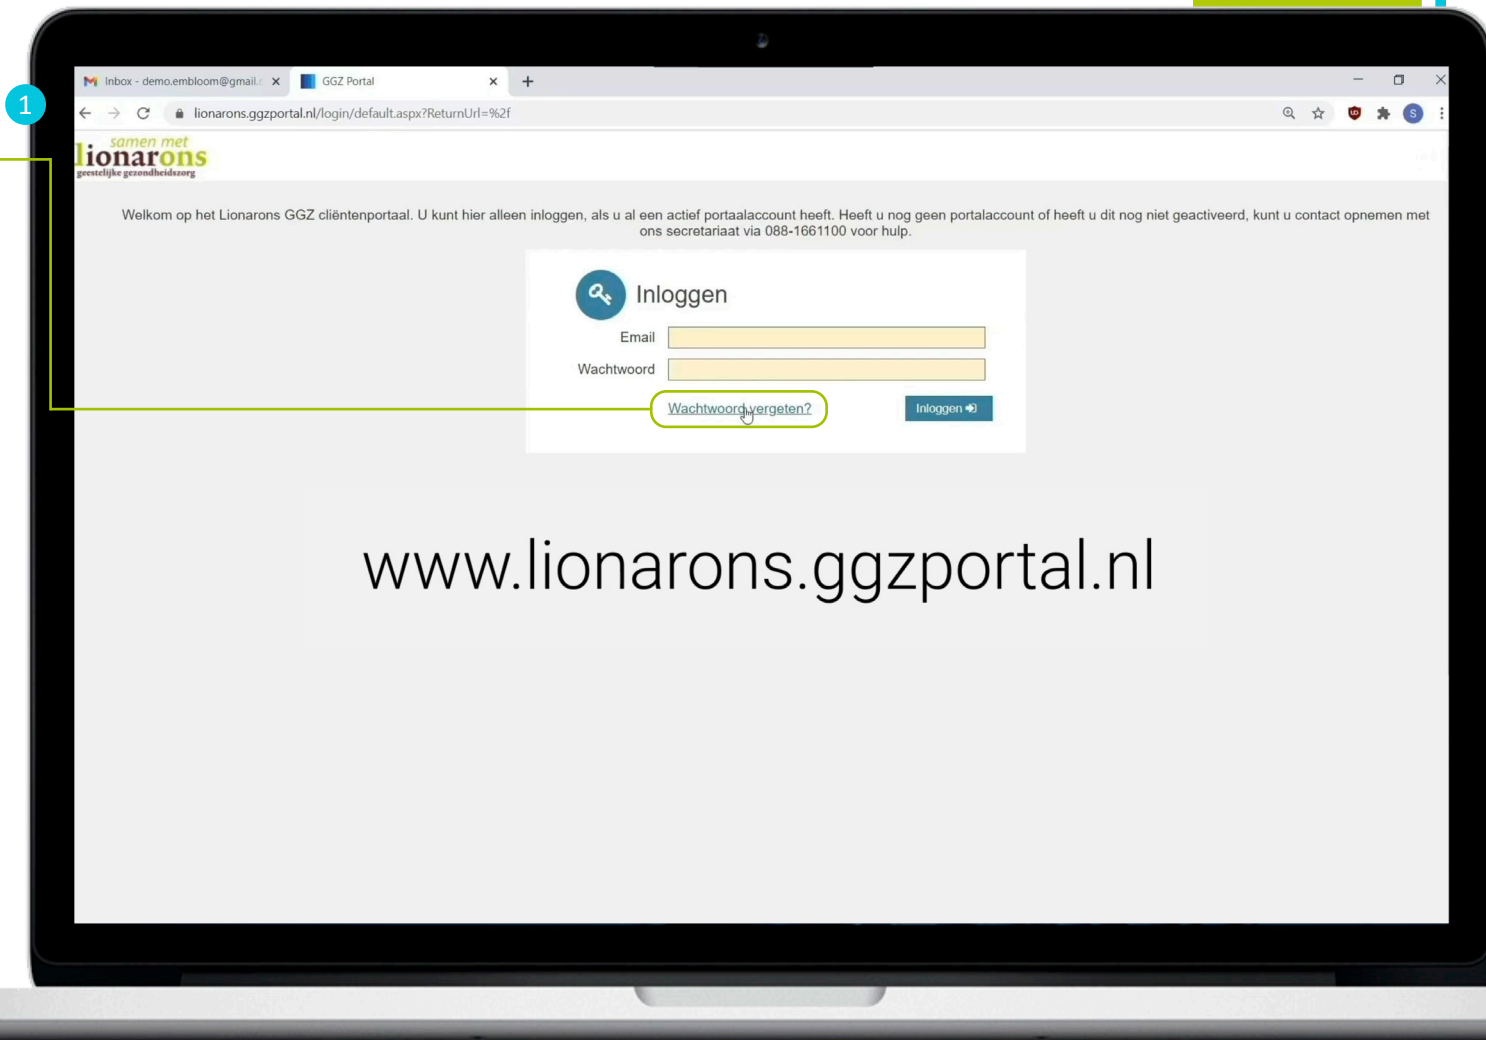 Inbox - demo.embloom@gmail.c
GGZ Portal
1
lionarons.ggzportal.nl/login/default.aspx?ReturnUrl=%2f
S
samen met
lionarons
geestelijke gezondheidszorg
Welkom op het Lionarons GGZ cliëntenportaal. U kunt hier alleen inloggen, als u al een actief portaalaccount heeft. Heeft u nog geen portalaccount of heeft u dit nog niet geactiveerd, kunt u contact opnemen met
ons secretariaat via 088-1661100 voor hulp.
Inloggen
Email
Wachtwoord
Wachtwoord vergeten?
Inloggen
www.lionarons.ggzportal.nl